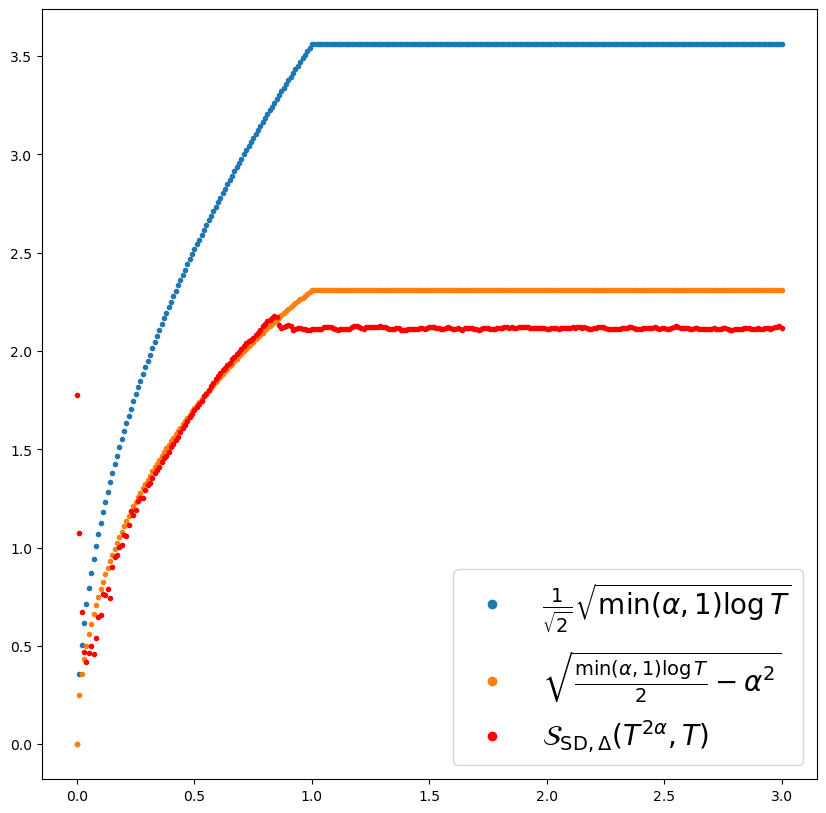 3.5
3.0
2.5
2.0
1.5
1.0
0.5
0.0
0.0 0.5 1.0 1.5 2.0 2.5 3.0
$\frac{1}{\sqrt{2}}\sqrt{\min(\alpha, 1)\log T}$
$\sqrt{\frac{\min(\alpha, 1)\log T}{2} - \alpha^2}$
$\mathcal{S}_{\mathrm{SD}, \Delta}(T^{2\alpha}, T)$